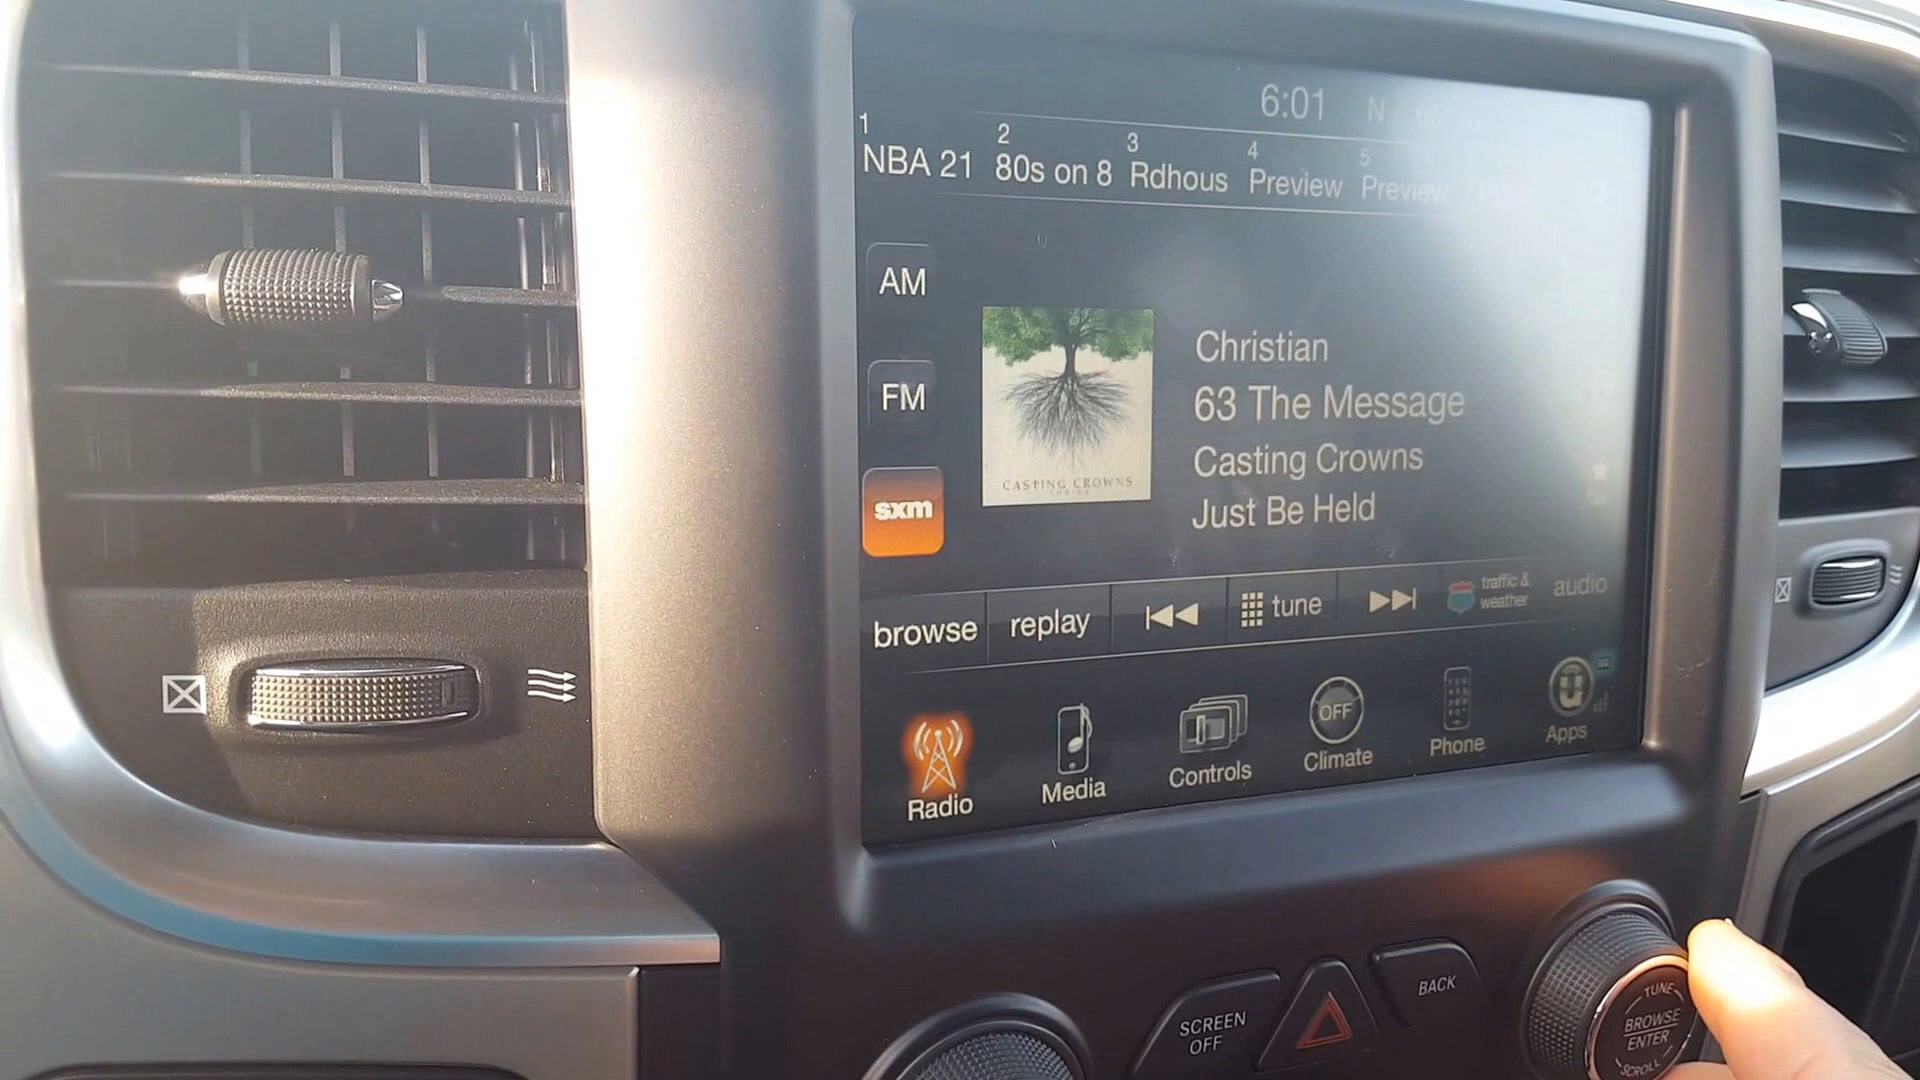 6:01 N
1 2 3 4 5
NBA 21 80s on 8 Rdhous Preview Preview
AM
FM
sxm
CASTING CROWNS
THRIVE
Christian
63 The Message
Casting Crowns
Just Be Held
browse replay tune traffic & weather audio
Radio Media Controls OFF Climate Phone Apps
SCREEN OFF
BACK
TUNE
BROWSE
ENTER
SCROLL